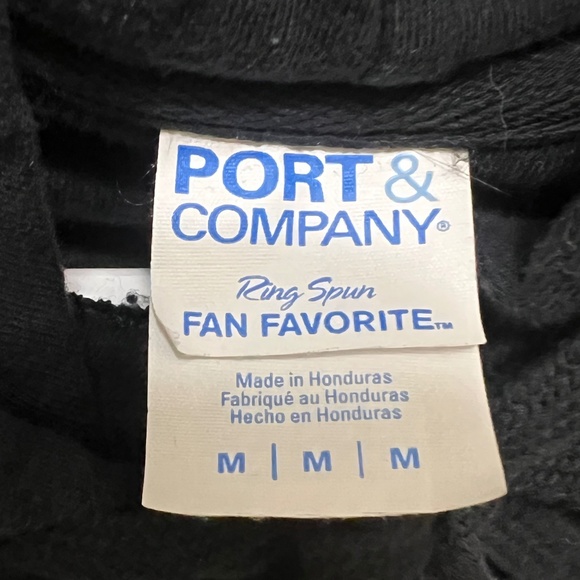 PORT &
COMPANY®
Ring Spun
FAN FAVORITE™
Made in Honduras
Fabriqué au Honduras
Hecho en Honduras
M | M | M